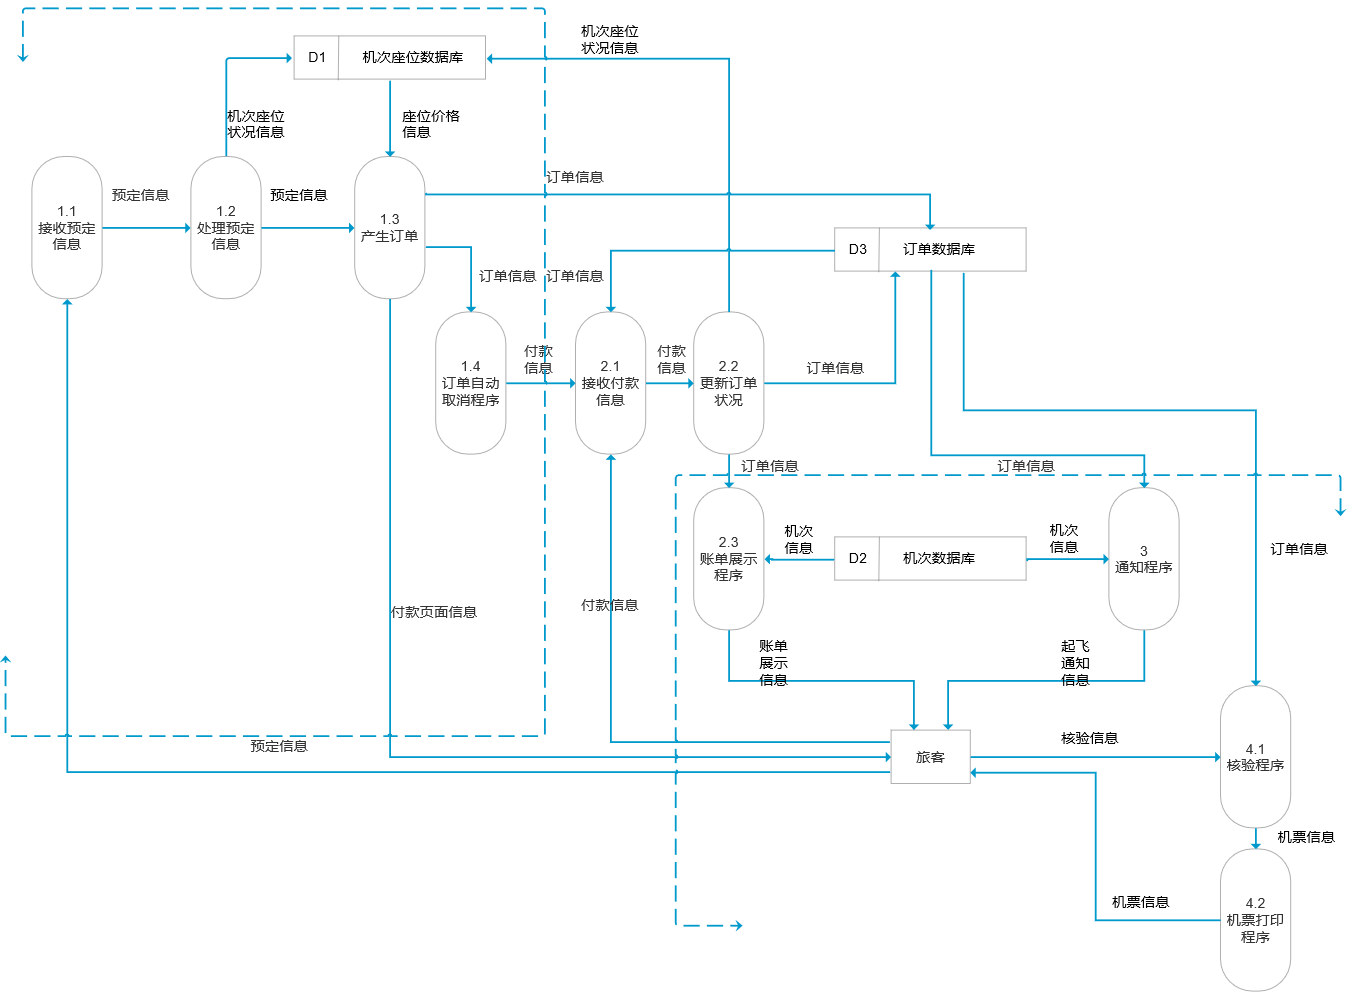 机次座位
状况信息
D1
机次座位数据库
机次座位
状况信息
座位价格
信息
1.1
接收预定
信息
预定信息
1.2
处理预定
信息
预定信息
1.3
产生订单
订单信息
D3
订单数据库
订单信息
订单信息
1.4
订单自动
取消程序
付款
信息
2.1
接收付款
信息
付款
信息
2.2
更新订单
状况
订单信息
订单信息
订单信息
2.3
账单展示
程序
机次
信息
D2
机次数据库
机次
信息
3
通知程序
订单信息
付款页面信息
付款信息
账单
展示
信息
起飞
通知
信息
预定信息
旅客
核验信息
4.1
核验程序
机票信息
机票信息
4.2
机票打印
程序